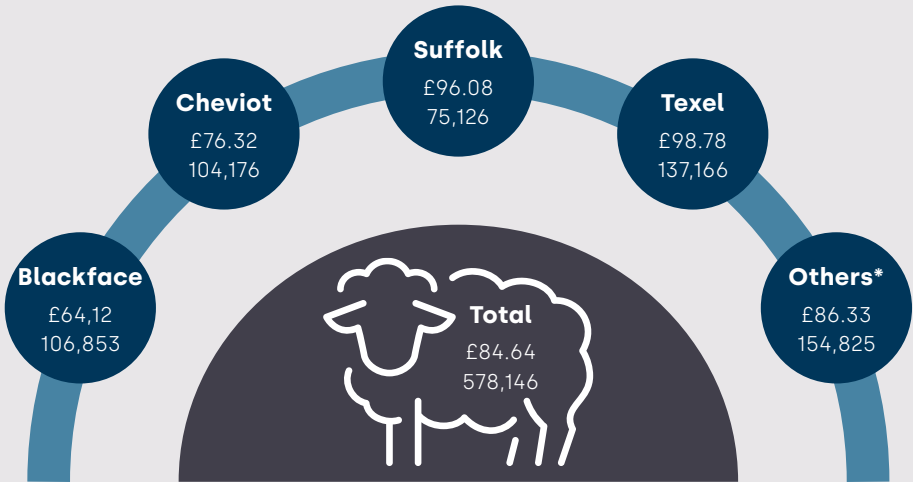 Blackface
£64,12
106,853
Cheviot
£76.32
104,176
Suffolk
£96.08
75,126
Texel
£98.78
137,166
Others*
£86.33
154,825
Total
£84.64
578,146